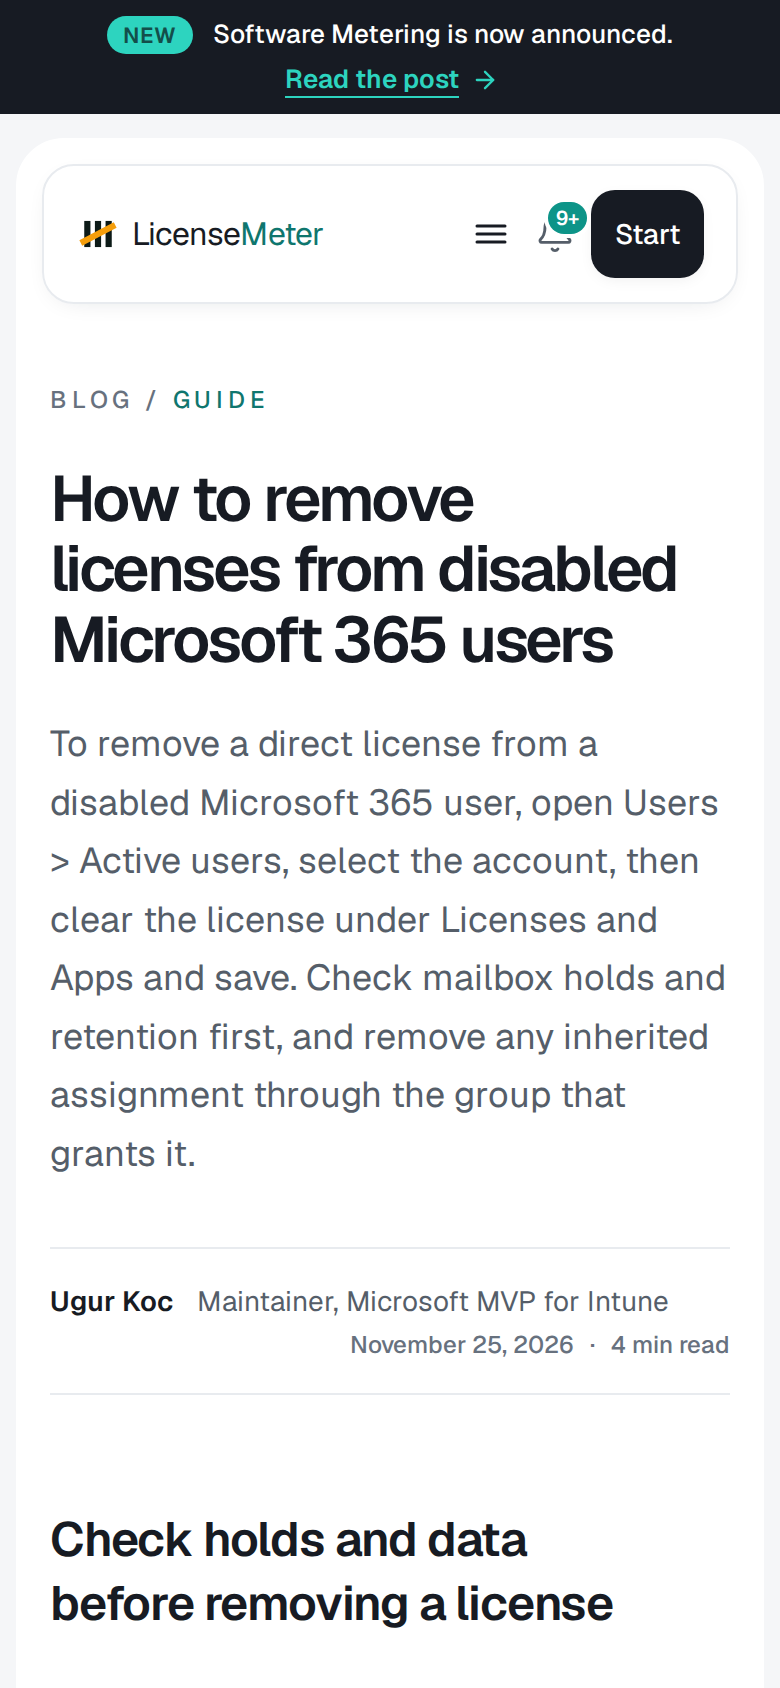 NEW Software Metering is now announced.
Read the post →
LicenseMeter
9+
Start
BLOG / GUIDE
How to remove
licenses from disabled
Microsoft 365 users
To remove a direct license from a
disabled Microsoft 365 user, open Users
> Active users, select the account, then
clear the license under Licenses and
Apps and save. Check mailbox holds and
retention first, and remove any inherited
assignment through the group that
grants it.
Ugur Koc Maintainer, Microsoft MVP for Intune
November 25, 2026 · 4 min read
Check holds and data
before removing a license